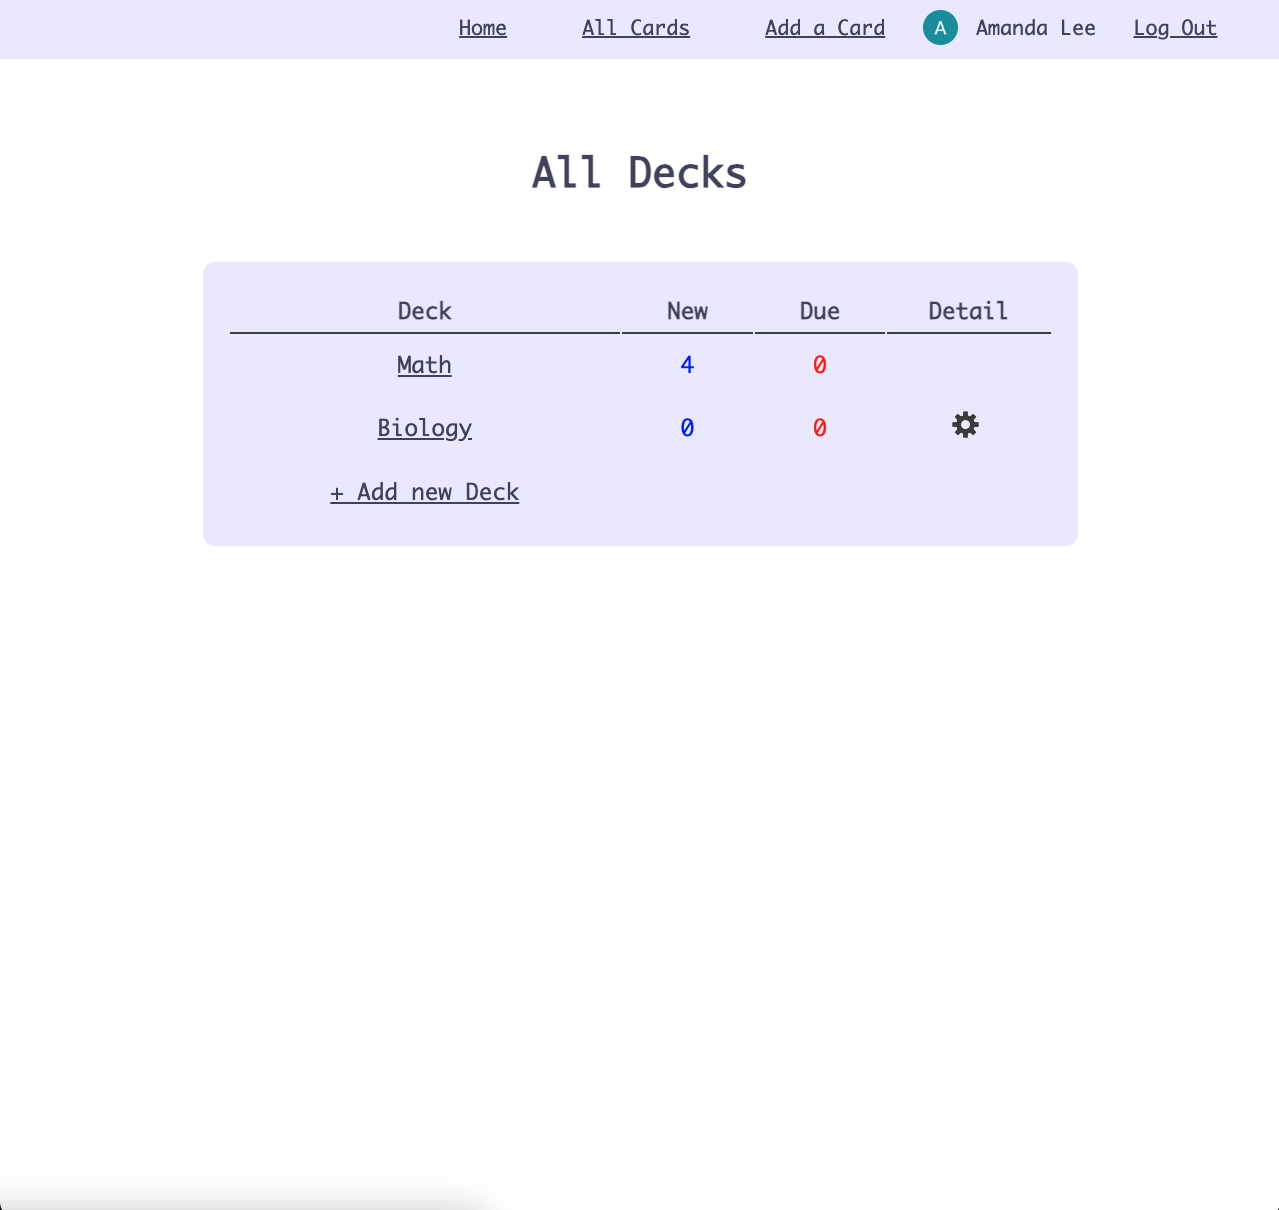 Home All Cards Add a Card A Amanda Lee Log Out
All Decks
Deck New Due Detail
Math 4 0
Biology 0 0
+ Add new Deck